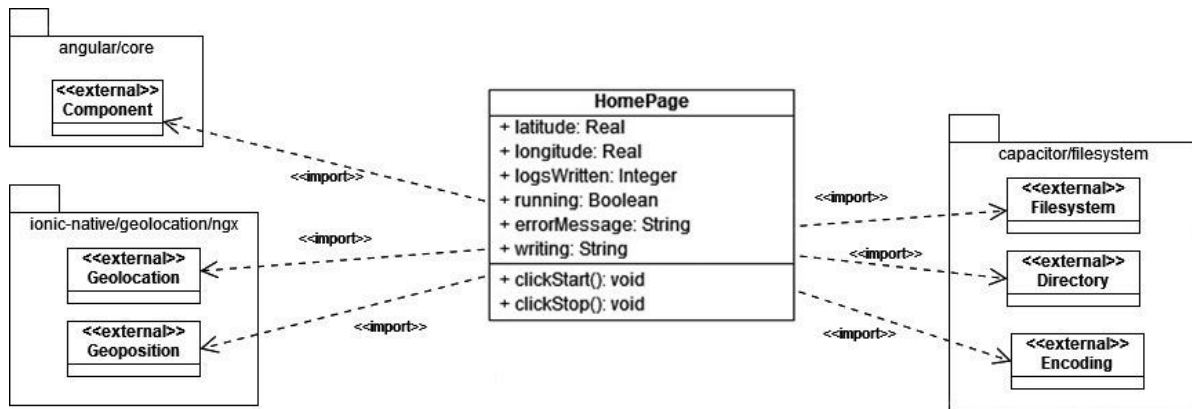 angular/core
<<external>>
Component
<<import>>
ionic-native/geolocation/ngx
<<external>>
Geolocation
<<import>>
<<external>>
Geoposition
<<import>>
HomePage
+ latitude: Real
+ longitude: Real
+ logsWritten: Integer
+ running: Boolean
+ errorMessage: String
+ writing: String
+ clickStart(): void
+ clickStop(): void
capacitor/filesystem
<<import>>
<<external>>
Filesystem
<<import>>
<<external>>
Directory
<<import>>
<<external>>
Encoding